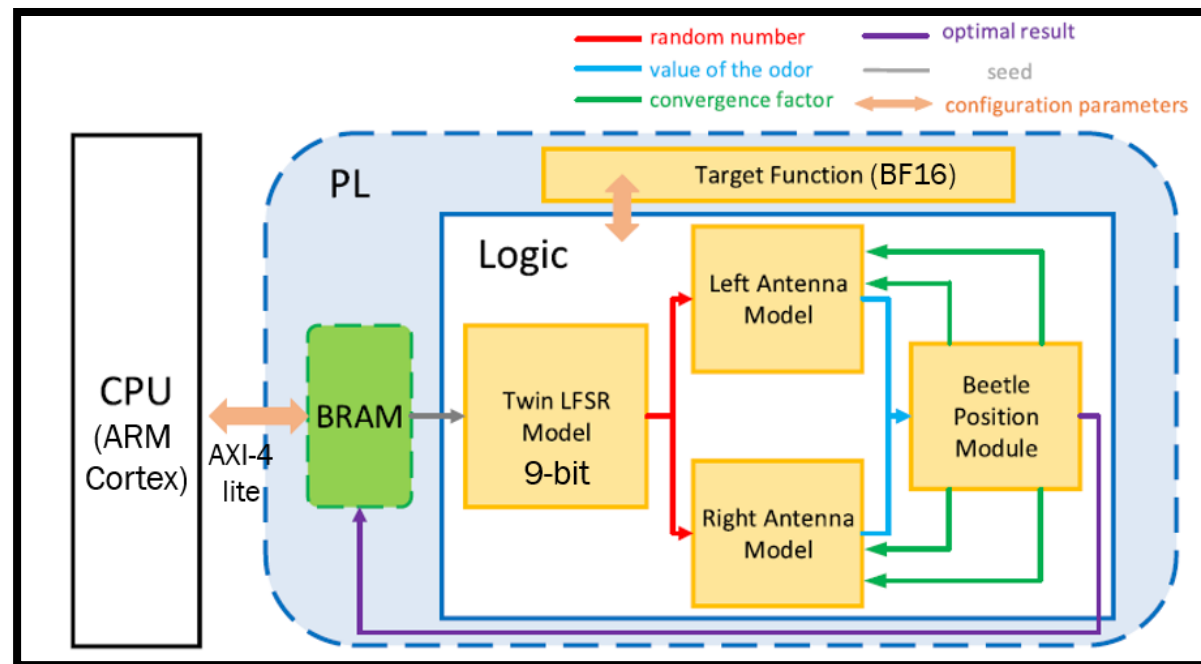 random number
optimal result
value of the odor
seed
convergence factor
configuration parameters
PL
Target Function (BF16)
Logic
Left Antenna
Model
CPU
(ARM
Cortex)
AXI-4
lite
BRAM
Twin LFSR
Model
9-bit
Beetle
Position
Module
Right Antenna
Model